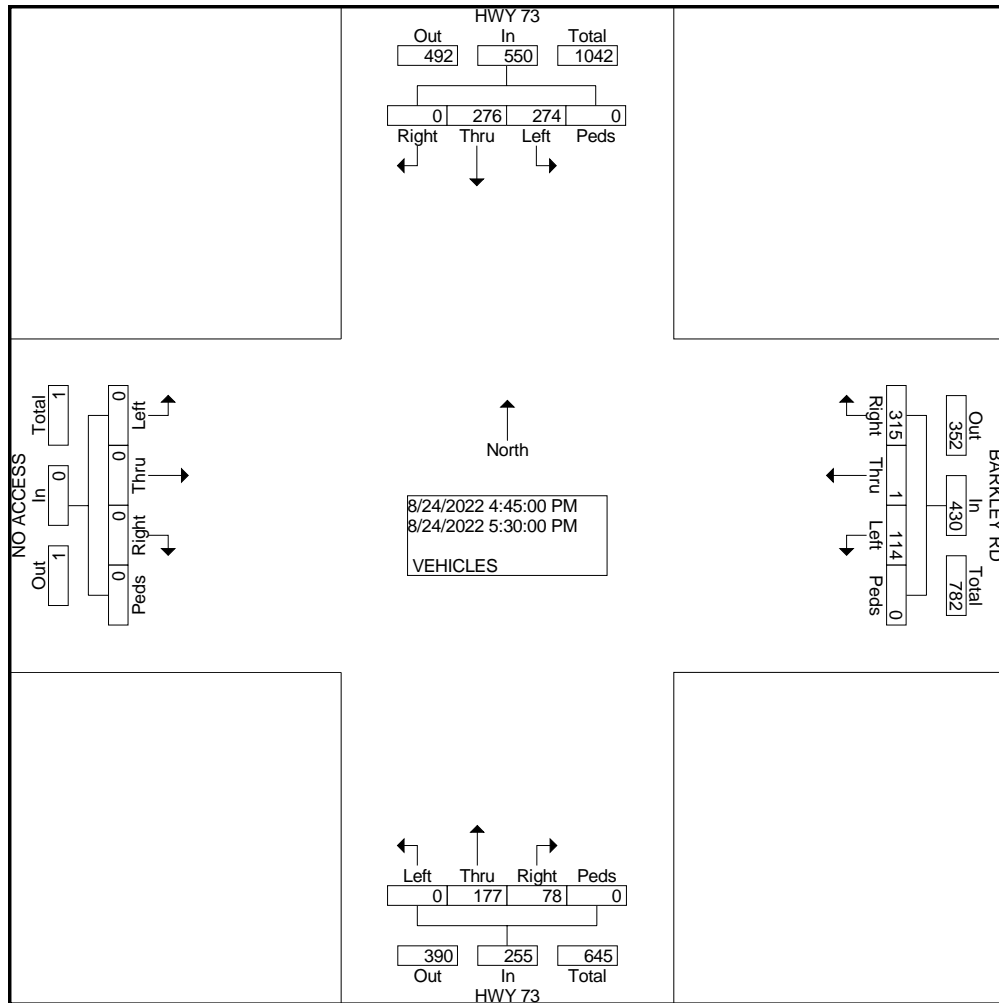 HWY 73
Out In Total
492 550 1042
0 276 274 0
Right Thru Left Peds
NO ACCESS
Total In Out
1 0 1
0 0 0 0
Left Thru Right Peds
North
8/24/2022 4:45:00 PM
8/24/2022 5:30:00 PM
VEHICLES
BARKLEY RD
Out In Total
352 430 782
315 1 114 0
Right Thru Left Peds
Left Thru Right Peds
0 177 78 0
390 255 645
Out In Total
HWY 73